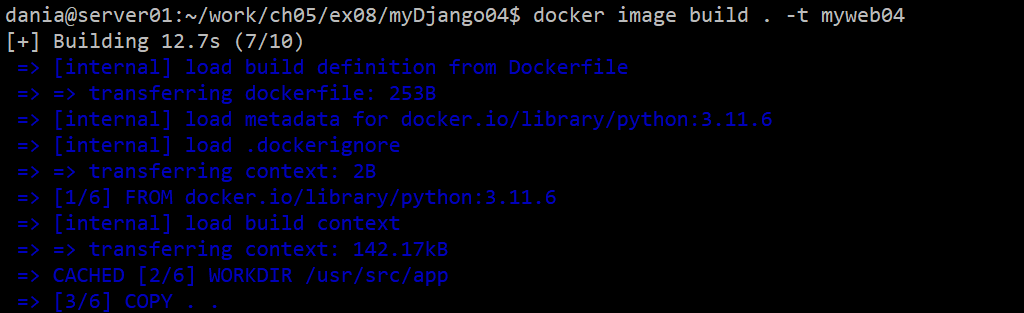 dania@server01:~/work/ch05/ex08/myDjango04$ docker image build . -t myweb04
[+] Building 12.7s (7/10)
=> [internal] load build definition from Dockerfile
=> => transferring dockerfile: 253B
=> [internal] load metadata for docker.io/library/python:3.11.6
=> [internal] load .dockerignore
=> => transferring context: 2B
=> [1/6] FROM docker.io/library/python:3.11.6
=> [internal] load build context
=> => transferring context: 142.17kB
=> CACHED [2/6] WORKDIR /usr/src/app
=> [3/6] COPY . .